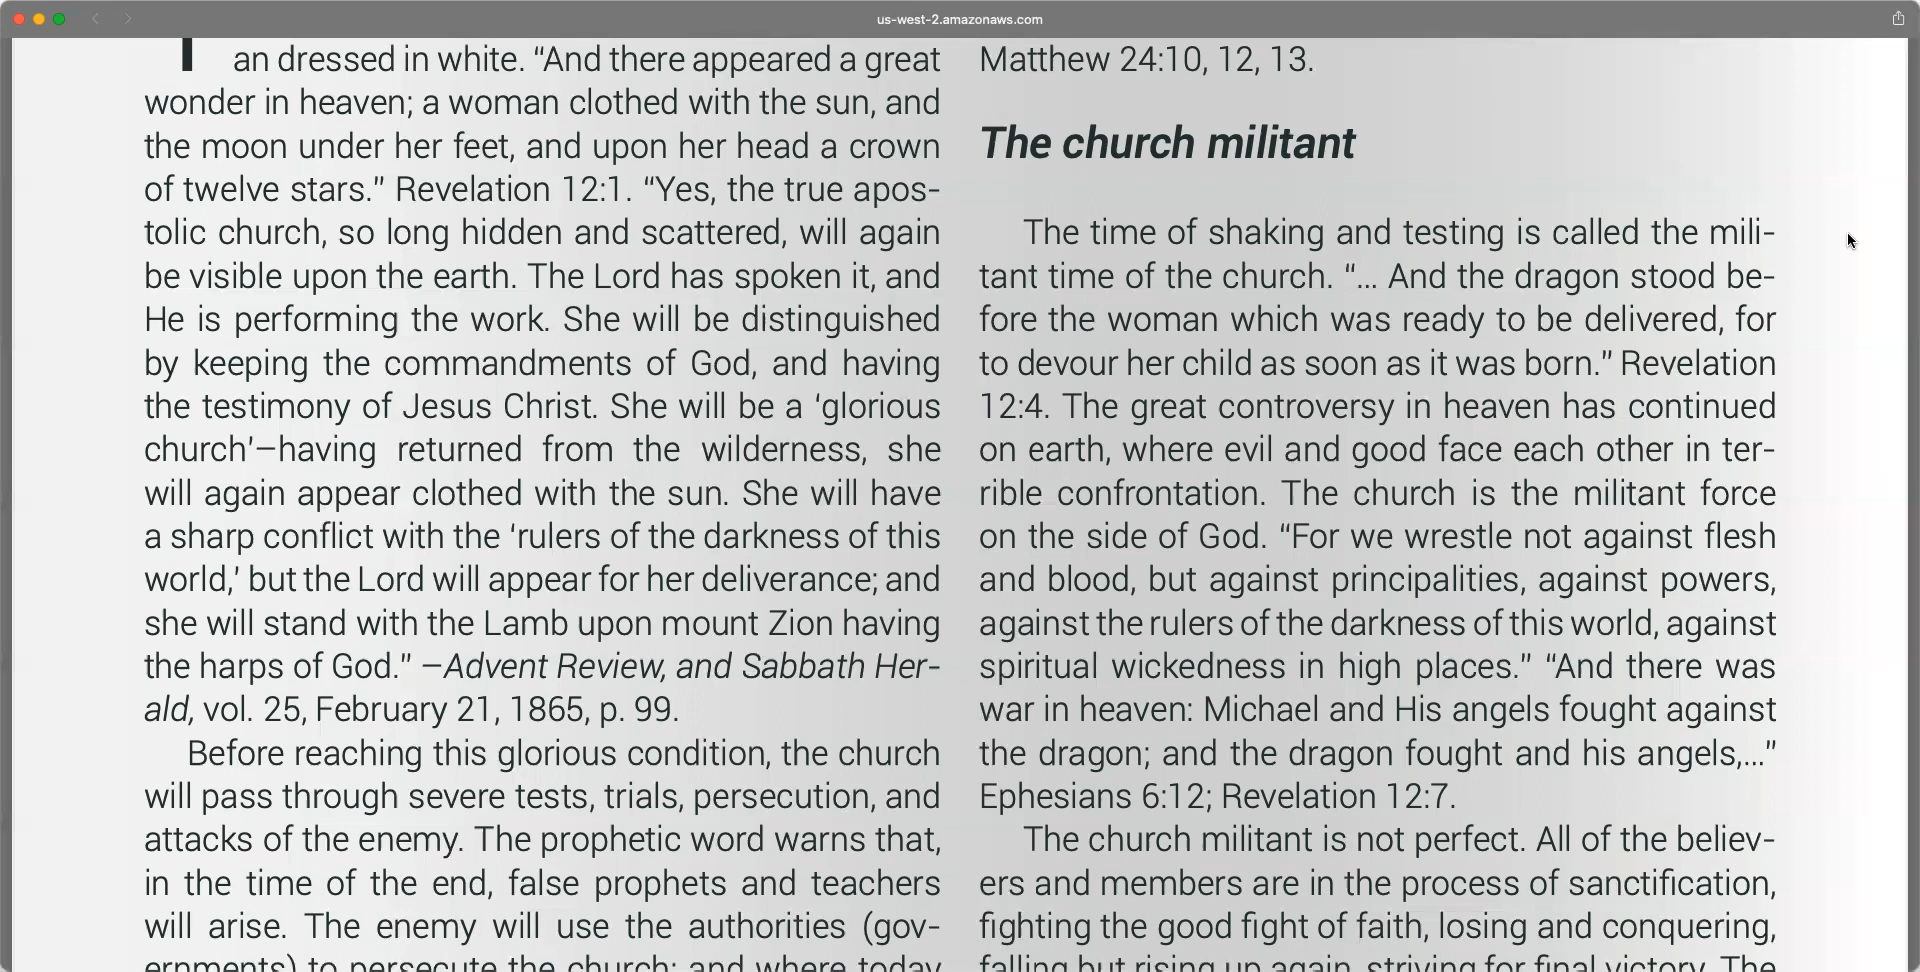 us-west-2.amazonaws.com
an dressed in white. “And there appeared a great
wonder in heaven; a woman clothed with the sun, and
the moon under her feet, and upon her head a crown
of twelve stars.” Revelation 12:1. “Yes, the true apos-
tolic church, so long hidden and scattered, will again
be visible upon the earth. The Lord has spoken it, and
He is performing the work. She will be distinguished
by keeping the commandments of God, and having
the testimony of Jesus Christ. She will be a ‘glorious
church’—having returned from the wilderness, she
will again appear clothed with the sun. She will have
a sharp conflict with the ‘rulers of the darkness of this
world,’ but the Lord will appear for her deliverance; and
she will stand with the Lamb upon mount Zion having
the harps of God.” —Advent Review, and Sabbath Her-
ald, vol. 25, February 21, 1865, p. 99.
Before reaching this glorious condition, the church
will pass through severe tests, trials, persecution, and
attacks of the enemy. The prophetic word warns that,
in the time of the end, false prophets and teachers
will arise. The enemy will use the authorities (gov-
ernments) to persecute the church; and where today
Matthew 24:10, 12, 13.
The church militant
The time of shaking and testing is called the mili-
tant time of the church. “... And the dragon stood be-
fore the woman which was ready to be delivered, for
to devour her child as soon as it was born.” Revelation
12:4. The great controversy in heaven has continued
on earth, where evil and good face each other in ter-
rible confrontation. The church is the militant force
on the side of God. “For we wrestle not against flesh
and blood, but against principalities, against powers,
against the rulers of the darkness of this world, against
spiritual wickedness in high places.” “And there was
war in heaven: Michael and His angels fought against
the dragon; and the dragon fought and his angels,...”
Ephesians 6:12; Revelation 12:7.
The church militant is not perfect. All of the believ-
ers and members are in the process of sanctification,
fighting the good fight of faith, losing and conquering,
falling but rising up again, striving for final victory. The